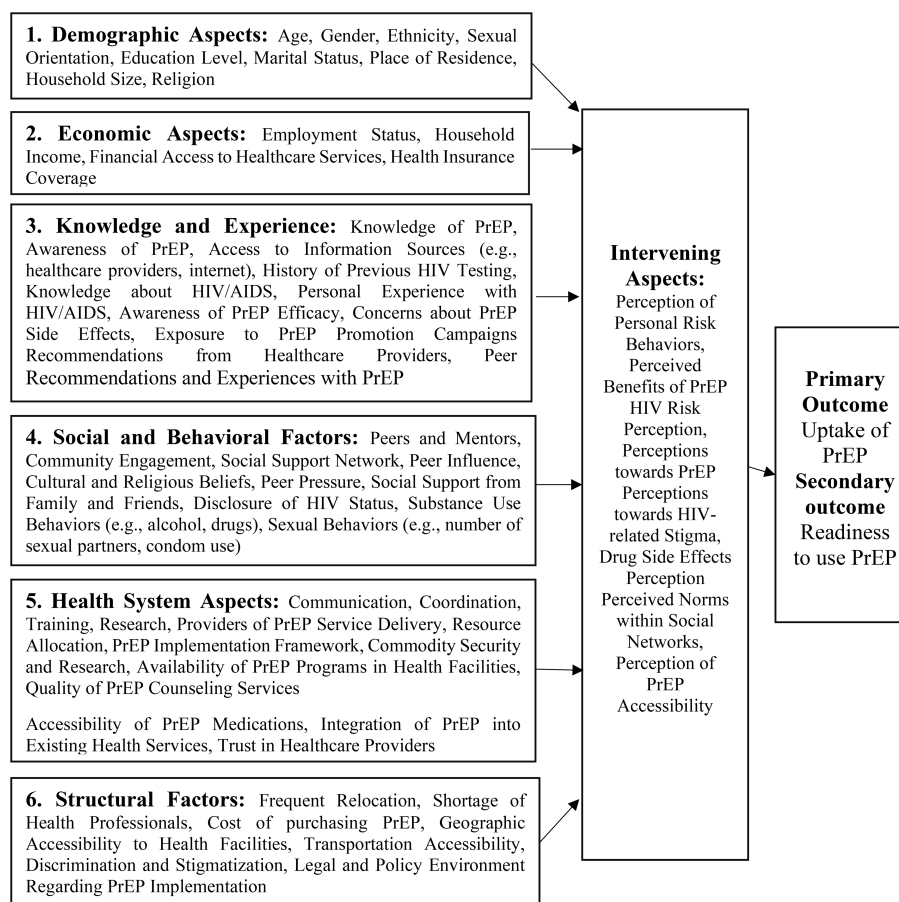 1. Demographic Aspects: Age, Gender, Ethnicity, Sexual
Orientation, Education Level, Marital Status, Place of Residence,
Household Size, Religion
2. Economic Aspects: Employment Status, Household
Income, Financial Access to Healthcare Services, Health Insurance
Coverage
3. Knowledge and Experience: Knowledge of PrEP,
Awareness of PrEP, Access to Information Sources (e.g.,
healthcare providers, internet), History of Previous HIV Testing,
Knowledge about HIV/AIDS, Personal Experience with
HIV/AIDS, Awareness of PrEP Efficacy, Concerns about PrEP
Side Effects, Exposure to PrEP Promotion Campaigns
Recommendations from Healthcare Providers, Peer
Recommendations and Experiences with PrEP
4. Social and Behavioral Factors: Peers and Mentors,
Community Engagement, Social Support Network, Peer Influence,
Cultural and Religious Beliefs, Peer Pressure, Social Support from
Family and Friends, Disclosure of HIV Status, Substance Use
Behaviors (e.g., alcohol, drugs), Sexual Behaviors (e.g., number of
sexual partners, condom use)
5. Health System Aspects: Communication, Coordination,
Training, Research, Providers of PrEP Service Delivery, Resource
Allocation, PrEP Implementation Framework, Commodity Security
and Research, Availability of PrEP Programs in Health Facilities,
Quality of PrEP Counseling Services
Accessibility of PrEP Medications, Integration of PrEP into
Existing Health Services, Trust in Healthcare Providers
6. Structural Factors: Frequent Relocation, Shortage of
Health Professionals, Cost of purchasing PrEP, Geographic
Accessibility to Health Facilities, Transportation Accessibility,
Discrimination and Stigmatization, Legal and Policy Environment
Regarding PrEP Implementation
Intervening
Aspects:
Perception of
Personal Risk
Behaviors,
Perceived
Benefits of PrEP
HIV Risk
Perception,
Perceptions
towards PrEP
Perceptions
towards HIV-
related Stigma,
Drug Side Effects
Perception
Perceived Norms
within Social
Networks,
Perception of
PrEP
Accessibility
Primary
Outcome
Uptake of
PrEP
Secondary
outcome
Readiness
to use PrEP